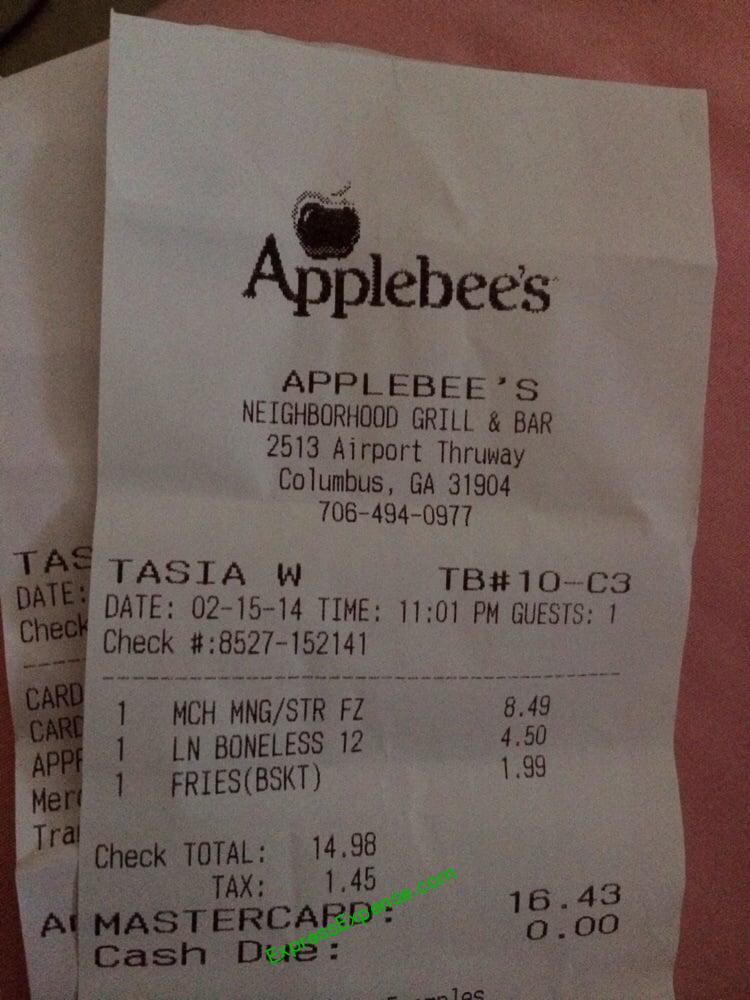 Applebee's
APPLEBEE'S
NEIGHBORHOOD GRILL & BAR
2513 Airport Thruway
Columbus, GA 31904
706-494-0977
TASIA W TB#10-C3
DATE: 02-15-14 TIME: 11:01 PM GUESTS: 1
Check #:8527-152141
1 MCH MNG/STR FZ 8.49
1 LN BONELESS 12 4.50
1 FRIES(BSKT) 1.99
Check TOTAL: 14.98
TAX: 1.45
MASTERCARD: 16.43
Cash Due: 0.00
ExpressExpense.com
TAS
DATE:
Check
CARD
CARD
APPR
Merc
Tra